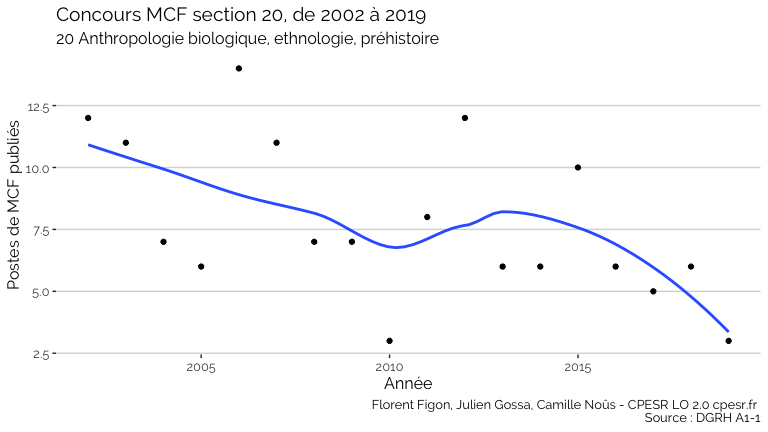 Concours MCF section 20, de 2002 à 2019
20 Anthropologie biologique, ethnologie, préhistoire
Postes de MCF publiés
12.5
10.0
7.5
5.0
2.5
2005 2010 2015
Année
Florent Figon, Julien Gossa, Camille Noûs - CPESR LO 2.0 cpesr.fr
Source : DGRH A1-1